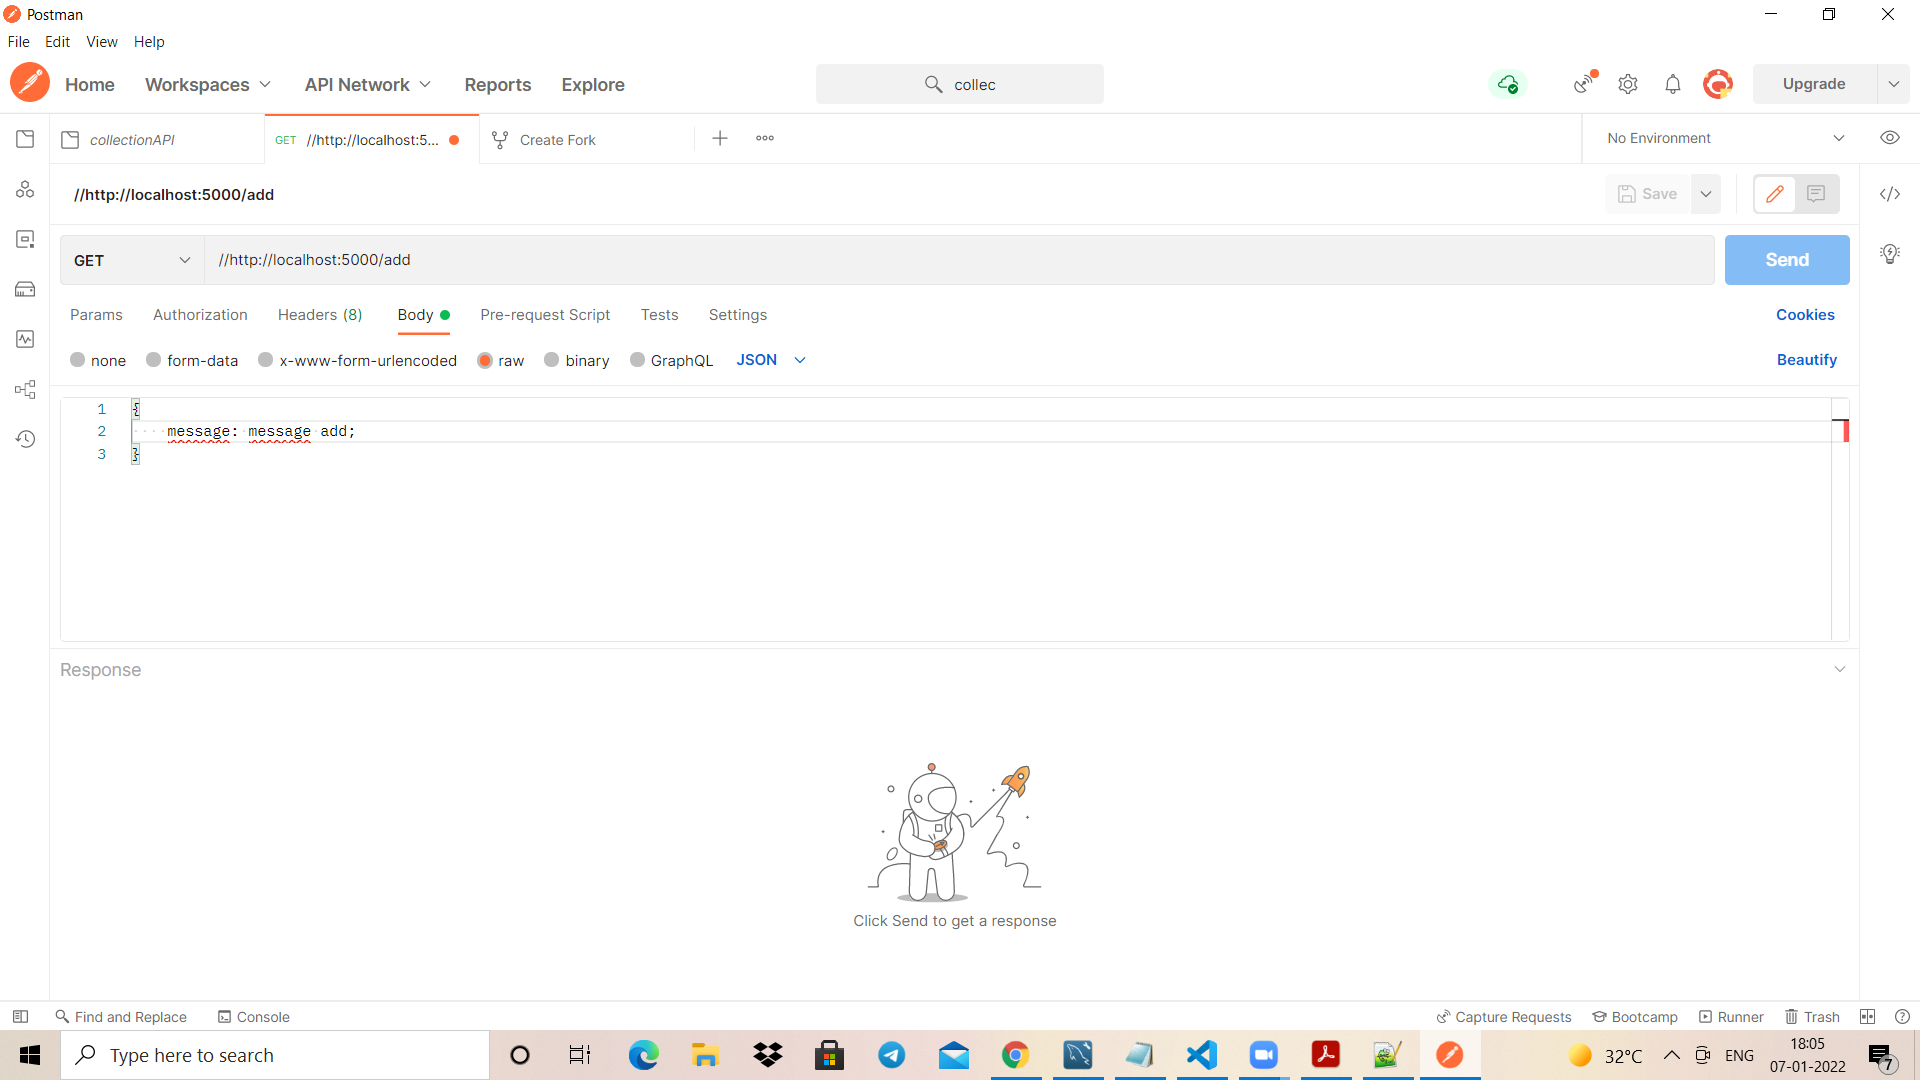 Postman
File Edit View Help
Home Workspaces API Network Reports Explore collec Upgrade
collectionAPI GET //http://localhost:5... Create Fork No Environment
//http://localhost:5000/add Save
GET //http://localhost:5000/add Send
Params Authorization Headers (8) Body Pre-request Script Tests Settings Cookies
none form-data x-www-form-urlencoded raw binary GraphQL JSON Beautify
1 {
2 message: message add;
3 }
Response
Click Send to get a response
Find and Replace Console Capture Requests Bootcamp Runner Trash
Type here to search 32°C ENG 18:05
07-01-2022 7